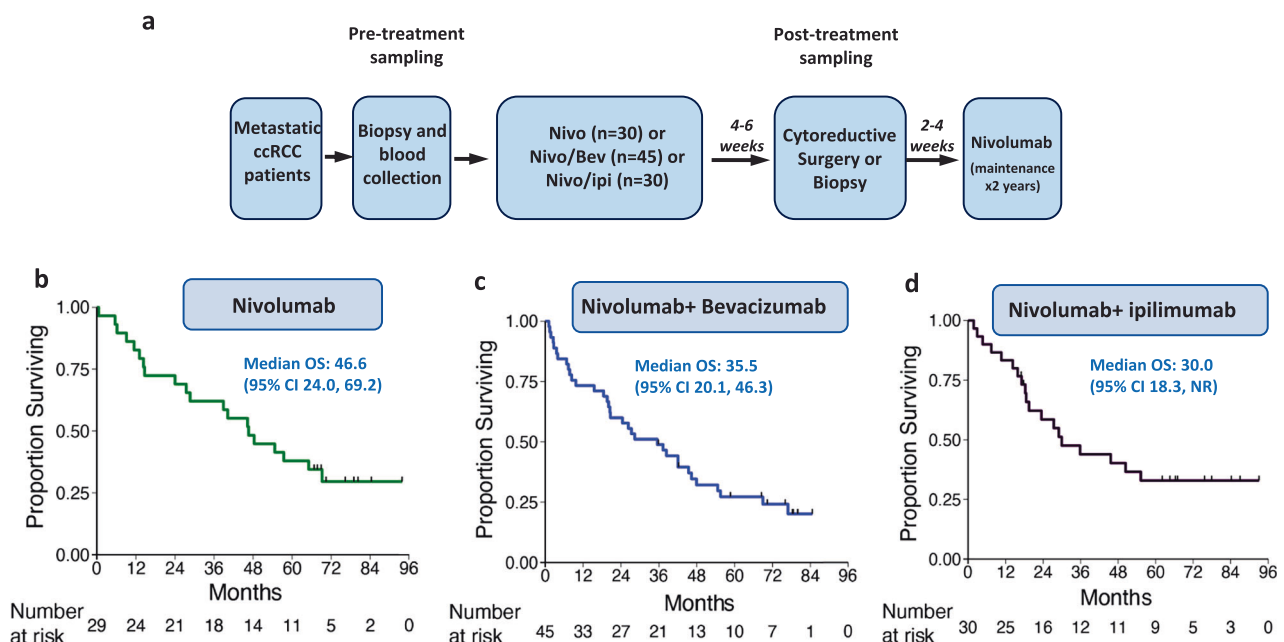 a
Pre-treatment
sampling
Post-treatment
sampling
Metastatic
ccRCC
patients
Biopsy and
blood
collection
Nivo (n=30) or
Nivo/Bev (n=45) or
Nivo/ipi (n=30)
4-6
weeks
Cytoreductive
Surgery or
Biopsy
2-4
weeks
Nivolumab
(maintenance
x2 years)
b
Nivolumab
Median OS: 46.6
(95% CI 24.0, 69.2)
Proportion Surviving
1.00
0.75
0.50
0.25
0.00
0 12 24 36 48 60 72 84 96
Months
Number
at risk
29 24 21 18 14 11 5 2 0
c
Nivolumab+ Bevacizumab
Median OS: 35.5
(95% CI 20.1, 46.3)
Proportion Surviving
1.00
0.75
0.50
0.25
0.00
0 12 24 36 48 60 72 84 96
Months
Number
at risk
45 33 27 21 13 10 7 1 0
d
Nivolumab+ ipilimumab
Median OS: 30.0
(95% CI 18.3, NR)
Proportion Surviving
1.00
0.75
0.50
0.25
0.00
0 12 24 36 48 60 72 84 96
Months
Number
at risk
30 25 16 12 11 9 5 3 0